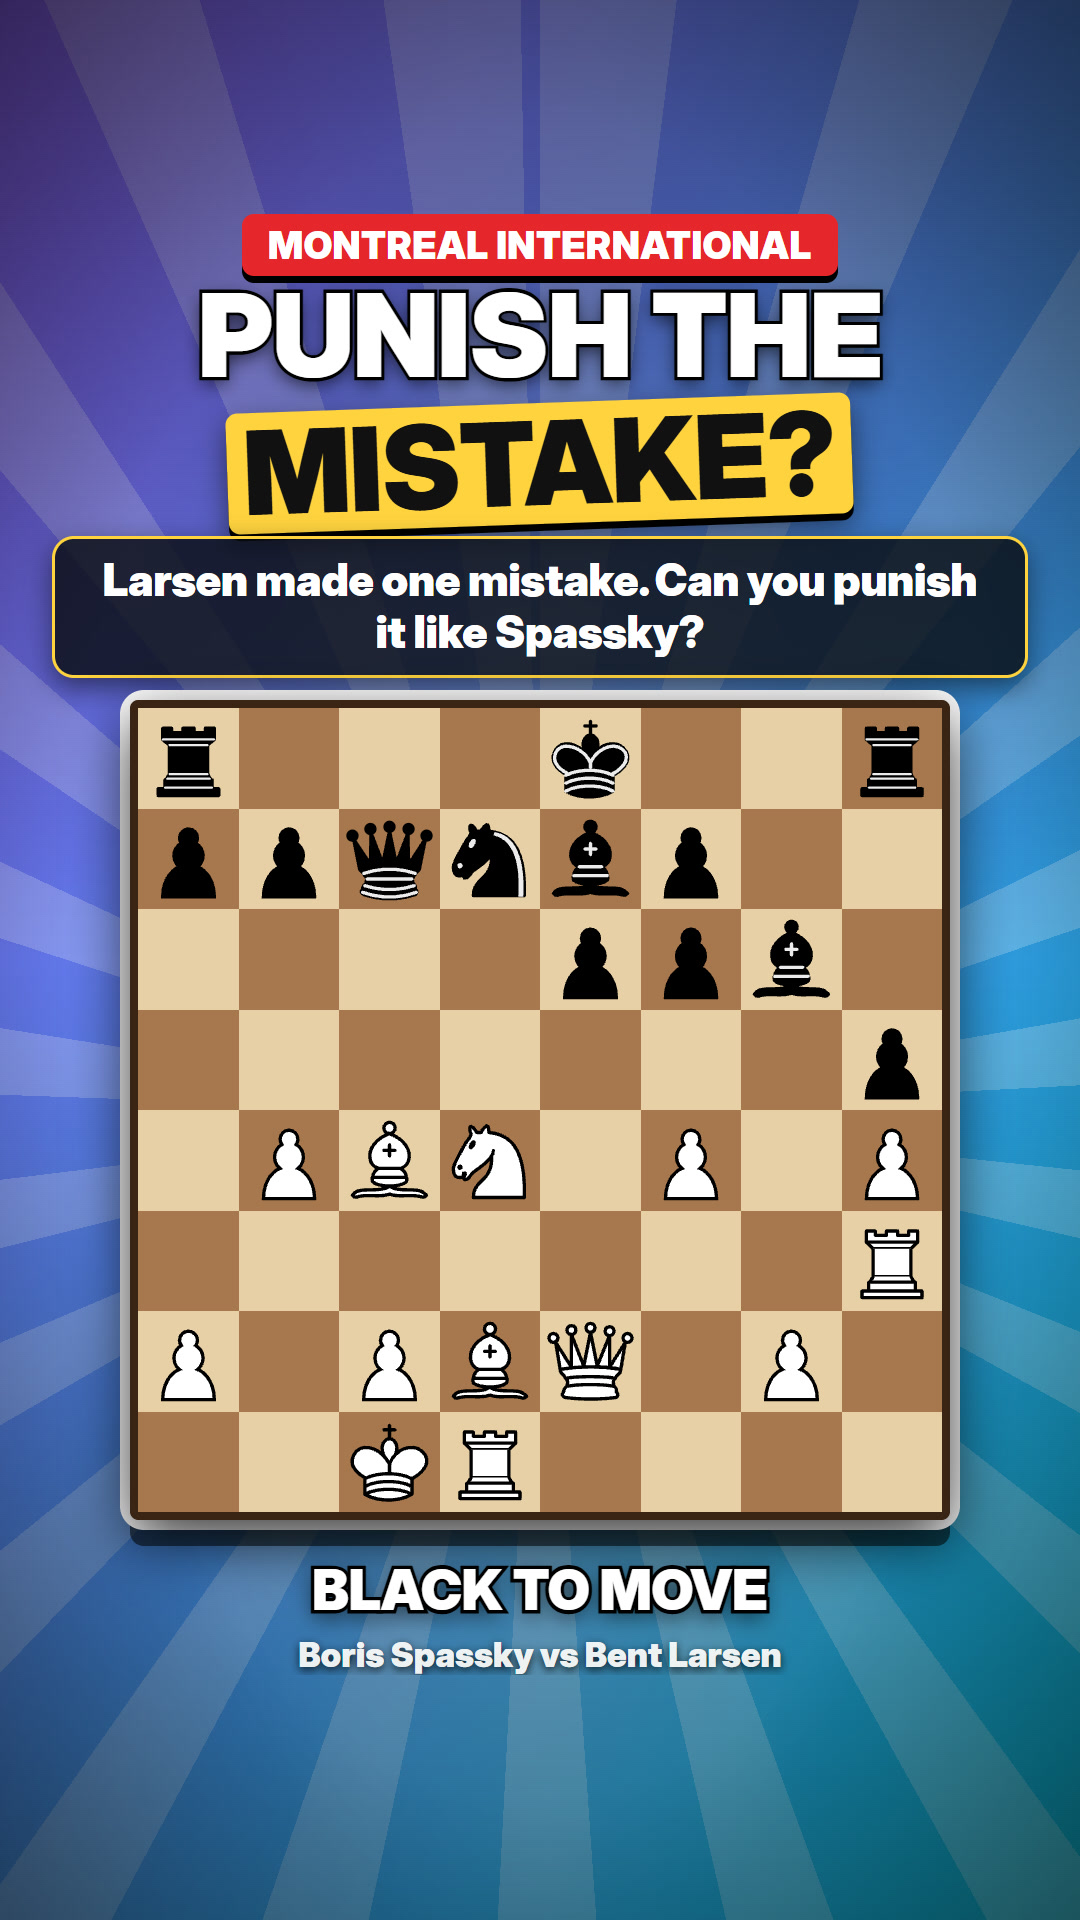 MONTREAL INTERNATIONAL
PUNISH THE
MISTAKE?
Larsen made one mistake. Can you punish
it like Spassky?
BLACK TO MOVE
Boris Spassky vs Bent Larsen